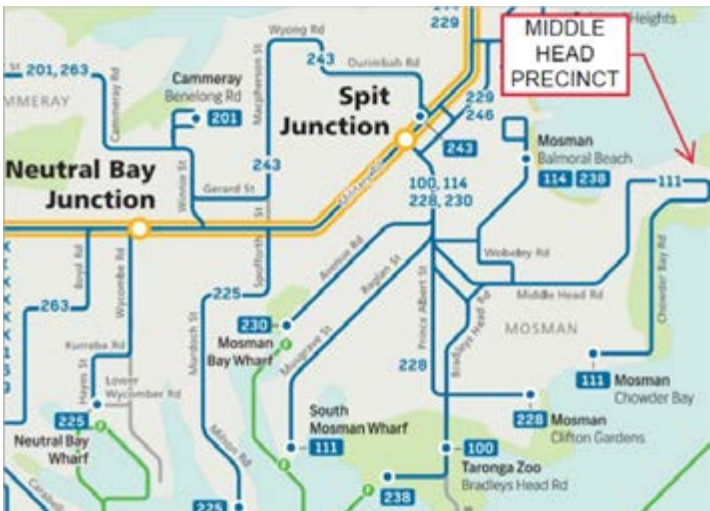 229
Heights
MIDDLE
HEAD
PRECINCT
Wyong Rd
243
Ourimbah Rd
201, 263
Cammeray Rd
MMERAY
Cammeray
Benelong Rd
201
Macpherson St
Spit
Junction
229
246
243
Mosman
Balmoral Beach
114 238
111
Neutral Bay
Junction
Winnie St
Gerard St
243
Military Rd
100, 114
228, 230
Spofforth St
Boyd Rd
Wycombe Rd
Avenue Rd
Raglan St
Prince Albert St
Bradleys Head Rd
Middle Head Rd
Chowder Bay Rd
MOSMAN
263
225
Murdoch St
230
Mosman
Bay Wharf
Musgrave St
228
Kurraba Rd
Hayes St
Lower
Wycombe Rd
225
Neutral Bay
Wharf
South
Mosman Wharf
111
111
Mosman
Chowder Bay
228
Mosman
Clifton Gardens
100
Taronga Zoo
Bradleys Head Rd
238
Milson Rd
225